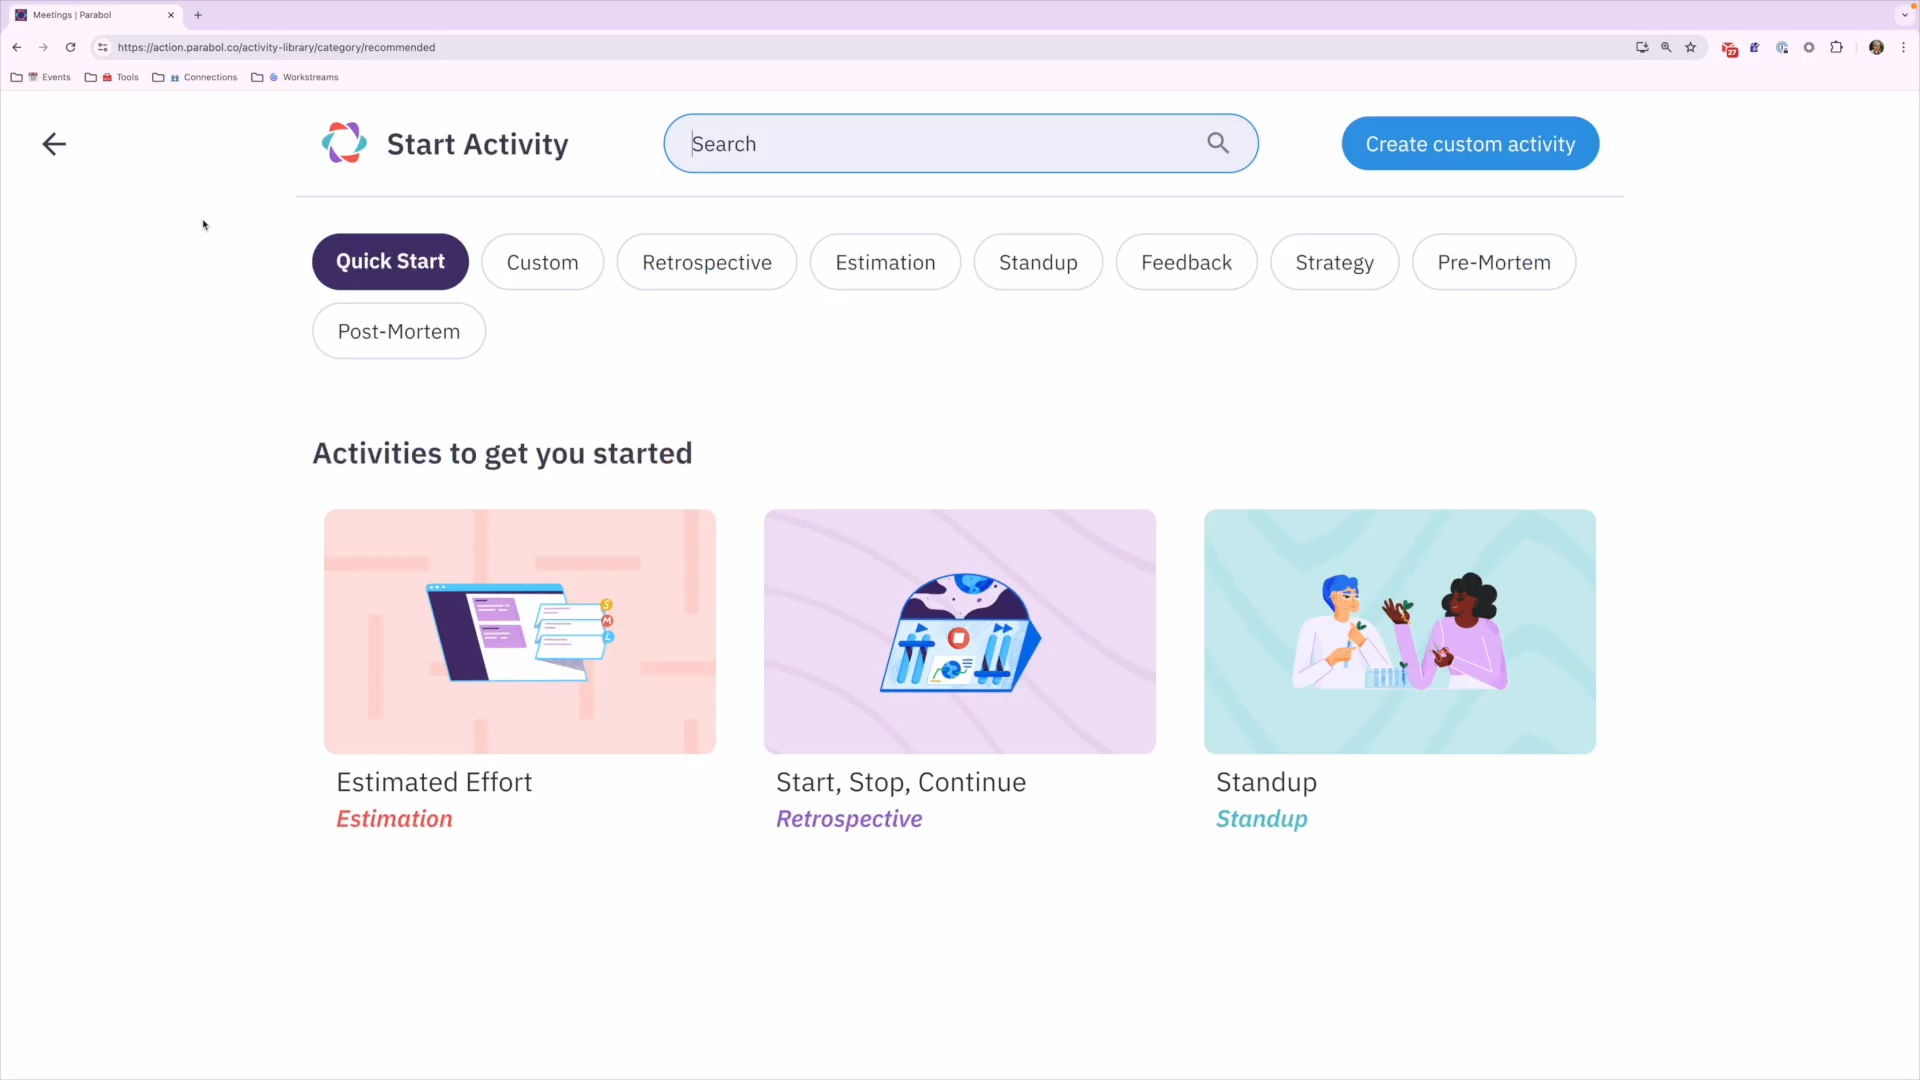 Meetings | Parabol
https://action.parabol.co/activity-library/category/recommended
27
Events Tools Connections Workstreams
Start Activity
Search
Create custom activity
Quick Start Custom Retrospective Estimation Standup Feedback Strategy Pre-Mortem
Post-Mortem
Activities to get you started
S
M
L
Estimated Effort Start, Stop, Continue Standup
Estimation Retrospective Standup